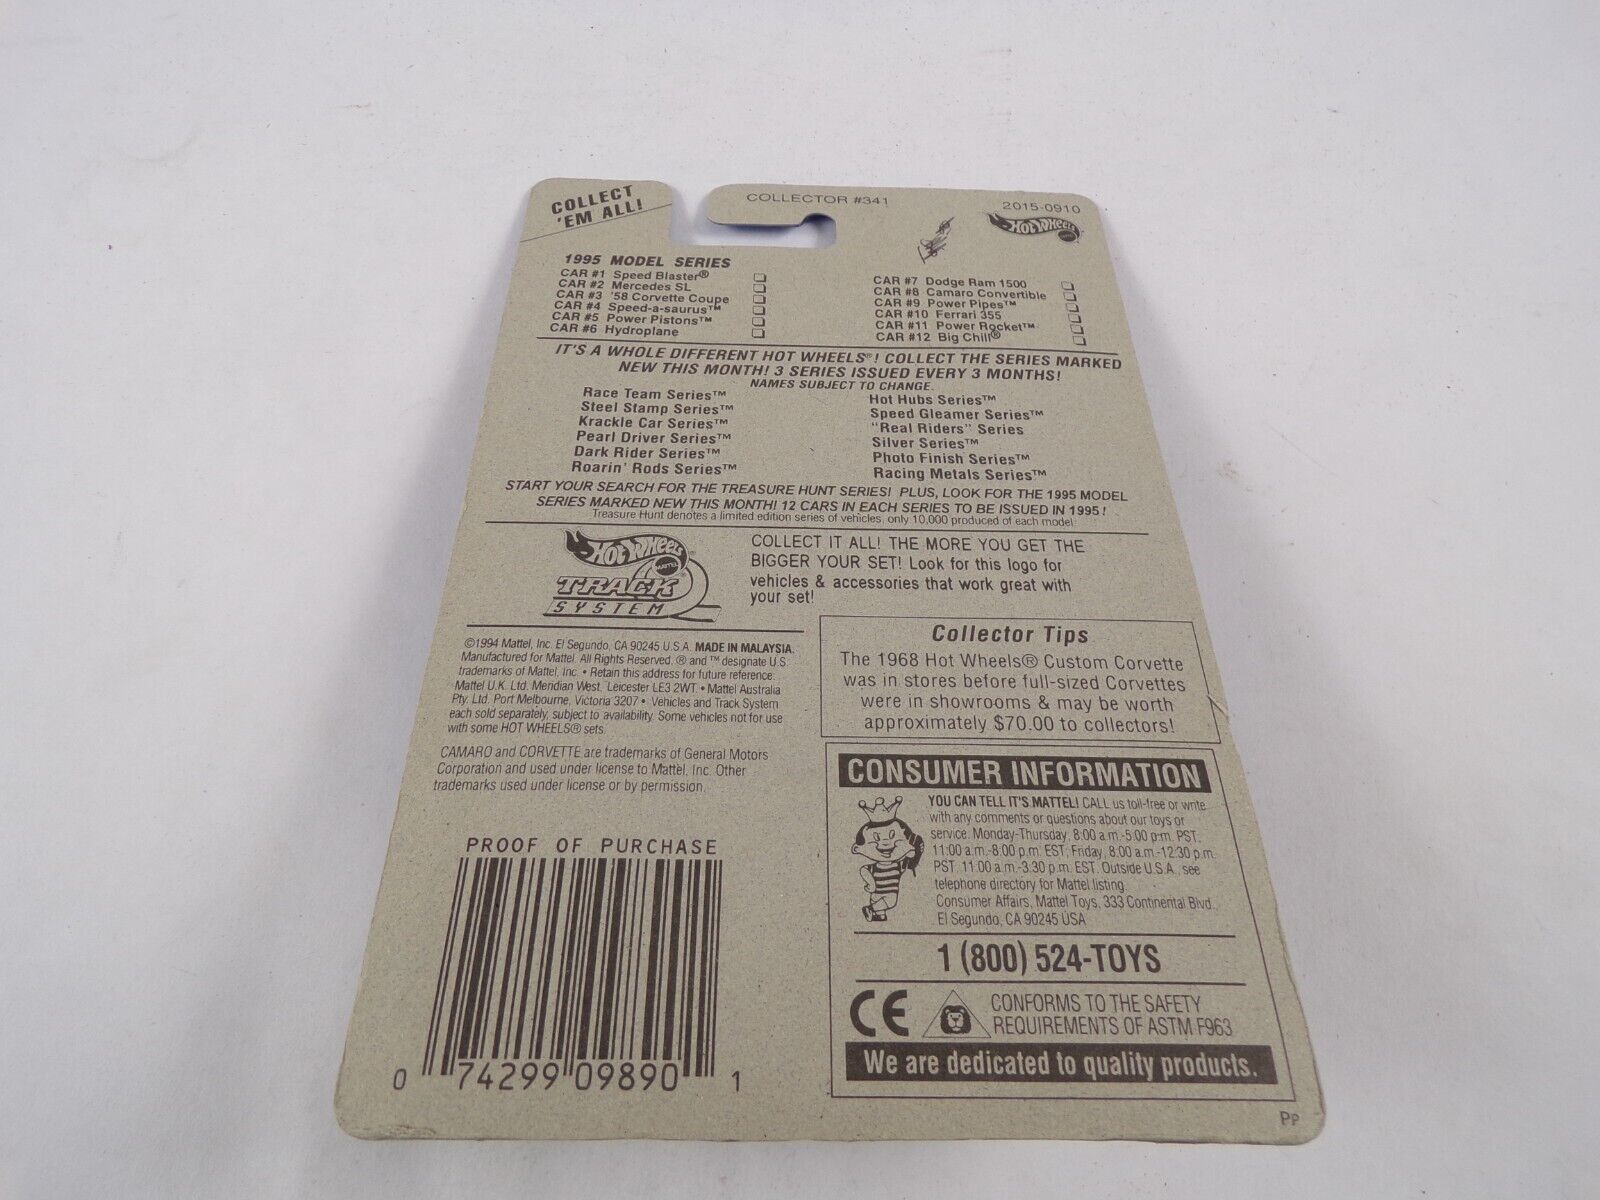 COLLECT
'EM ALL!
COLLECTOR #341
2015-0910
HOT WHEELS®
MATTEL
1995 MODEL SERIES
CAR #1 Speed Blaster®
CAR #2 Mercedes SL
CAR #3 '58 Corvette Coupe
CAR #4 Speed-a-saurus™
CAR #5 Power Pistons™
CAR #6 Hydroplane
CAR #7 Dodge Ram 1500
CAR #8 Camaro Convertible
CAR #9 Power Pipes™
CAR #10 Ferrari 355
CAR #11 Power Rocket™
CAR #12 Big Chill®
IT'S A WHOLE DIFFERENT HOT WHEELS®! COLLECT THE SERIES MARKED
NEW THIS MONTH! 3 SERIES ISSUED EVERY 3 MONTHS!
NAMES SUBJECT TO CHANGE.
Race Team Series™
Steel Stamp Series™
Krackle Car Series™
Pearl Driver Series™
Dark Rider Series™
Roarin' Rods Series™
Hot Hubs Series™
Speed Gleamer Series™
"Real Riders" Series
Silver Series™
Photo Finish Series™
Racing Metals Series™
START YOUR SEARCH FOR THE TREASURE HUNT SERIES! PLUS, LOOK FOR THE 1995 MODEL
SERIES MARKED NEW THIS MONTH! 12 CARS IN EACH SERIES TO BE ISSUED IN 1995!
Treasure Hunt denotes a limited edition series of vehicles, only 10,000 produced of each model.
HOT WHEELS®
MATTEL
TRACK
SYSTEM
COLLECT IT ALL! THE MORE YOU GET THE
BIGGER YOUR SET! Look for this logo for
vehicles & accessories that work great with
your set!
©1994 Mattel, Inc. El Segundo, CA 90245 U.S.A. MADE IN MALAYSIA.
Manufactured for Mattel. All Rights Reserved. ® and ™ designate U.S.
trademarks of Mattel, Inc. • Retain this address for future reference:
Mattel U.K. Ltd. Meridian West, Leicester LE3 2WT. • Mattel Australia
Pty. Ltd. Port Melbourne, Victoria 3207 • Vehicles and Track System
each sold separately, subject to availability. Some vehicles not for use
with some HOT WHEELS® sets.
CAMARO and CORVETTE are trademarks of General Motors
Corporation and used under license to Mattel, Inc. Other
trademarks used under license or by permission.
Collector Tips
The 1968 Hot Wheels® Custom Corvette
was in stores before full-sized Corvettes
were in showrooms & may be worth
approximately $70.00 to collectors!
CONSUMER INFORMATION
YOU CAN TELL IT'S MATTEL! CALL us toll-free or write
with any comments or questions about our toys or
service. Monday-Thursday, 8:00 a.m.-5:00 p.m. PST,
11:00 a.m.-8:00 p.m. EST; Friday, 8:00 a.m.-12:30 p.m.
PST, 11:00 a.m.-3:30 p.m. EST. Outside U.S.A., see
telephone directory for Mattel listing.
Consumer Affairs, Mattel Toys, 333 Continental Blvd.,
El Segundo, CA 90245 USA
1 (800) 524-TOYS
CE
CONFORMS TO THE SAFETY
REQUIREMENTS OF ASTM F963
We are dedicated to quality products.
PROOF OF PURCHASE
0 74299 09890 1
PP